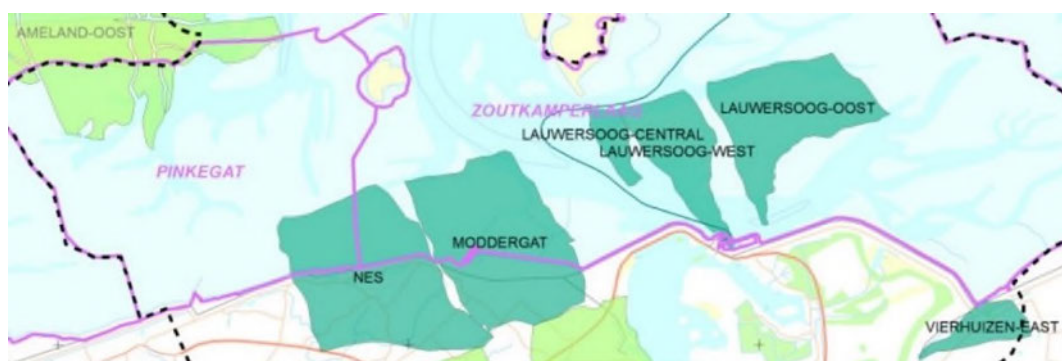 AMELAND-OOST
ZOUTKAMPERLAAG
LAUWERSOOG-OOST
LAUWERSOOG-CENTRAL
LAUWERSOOG-WEST
PINKEGAT
MODDERGAT
NES
VIERHUIZEN-EAST